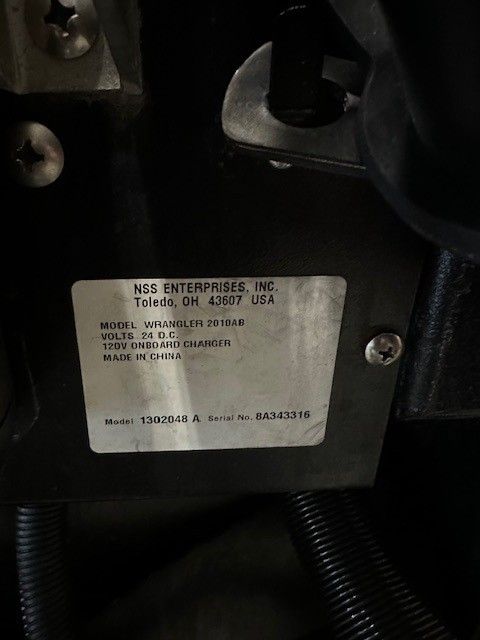 NSS ENTERPRISES, INC.
Toledo, OH 43607 USA
MODEL WRANGLER 2010AB
VOLTS 24 D.C.
120V ONBOARD CHARGER
MADE IN CHINA
Model 1302048 A Serial No. 8A343316